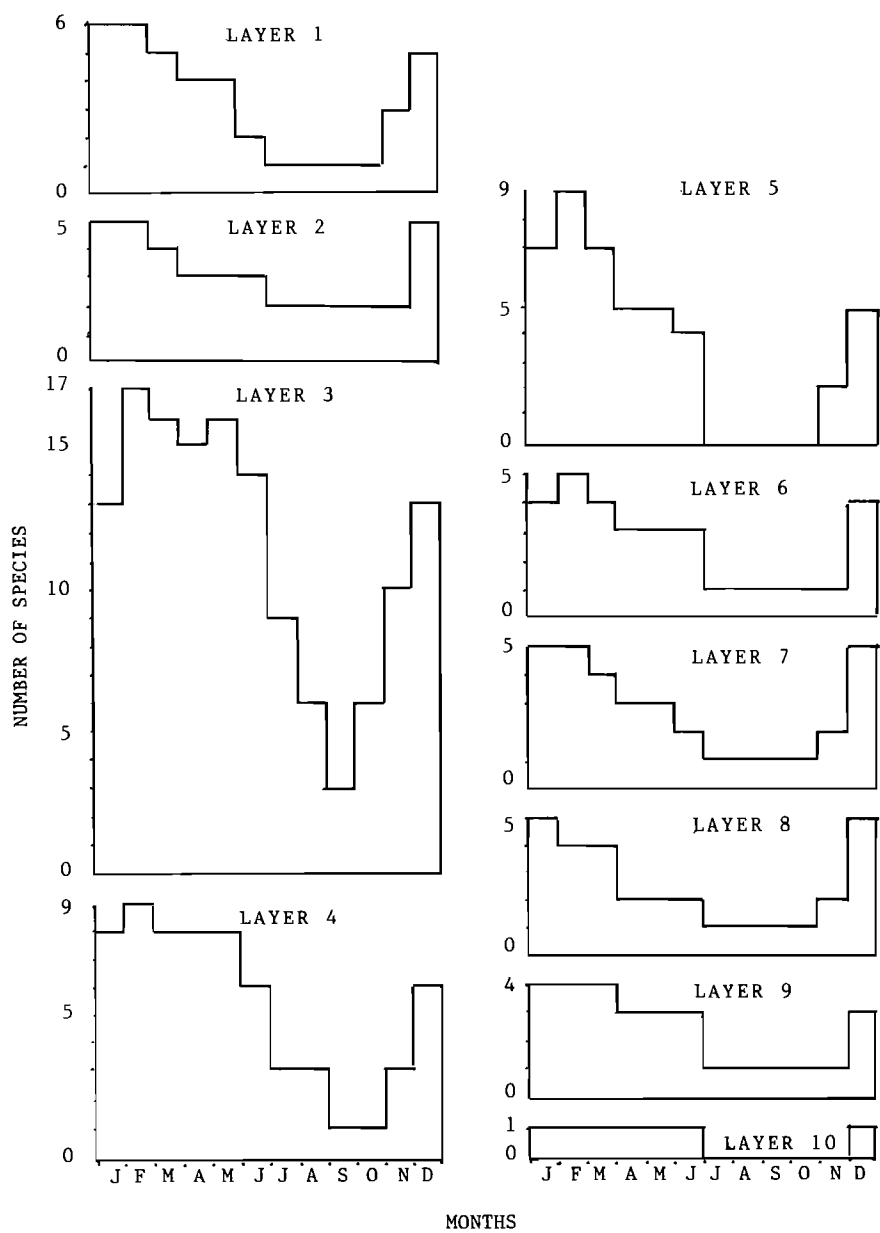 6
LAYER 1
0
5
LAYER 2
0
17
LAYER 3
15
10
5
0
9
LAYER 4
5
0
J F M A M J J A S O N D
9
LAYER 5
5
0
5
LAYER 6
0
5
LAYER 7
0
5
LAYER 8
0
4
LAYER 9
0
1
LAYER 10
0
J F M A M J J A S O N D
NUMBER OF SPECIES
MONTHS